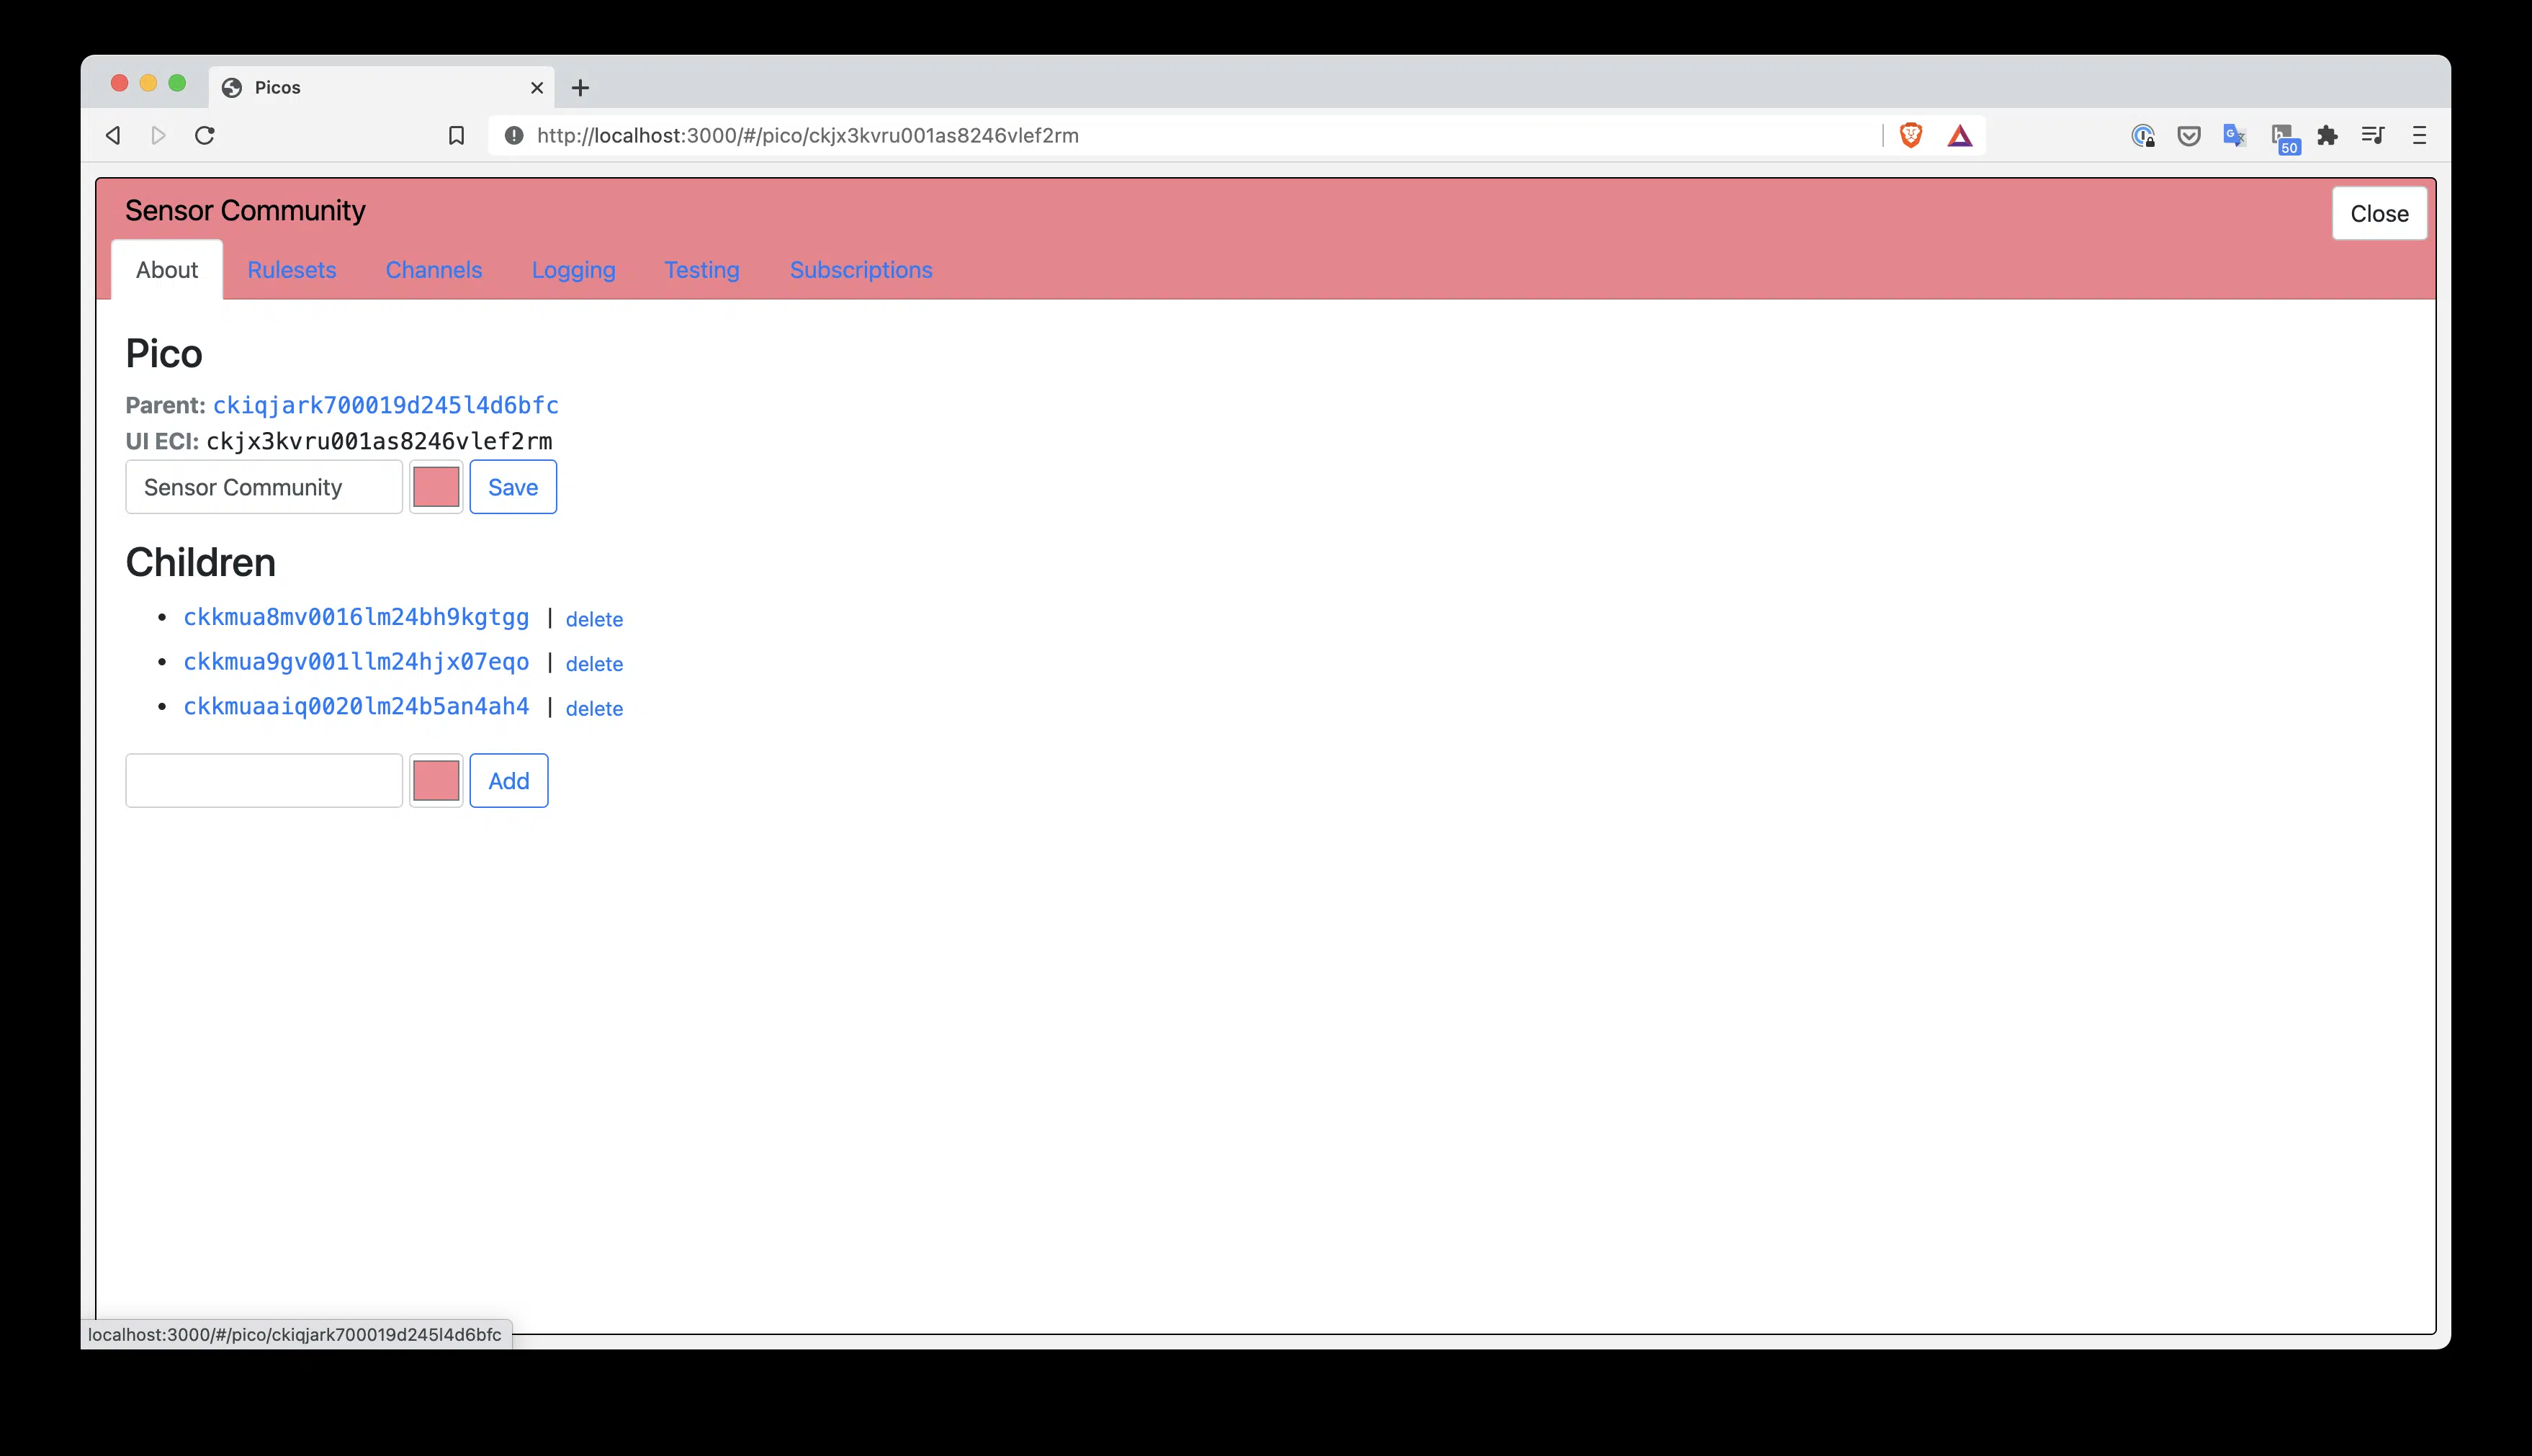 Picos
http://localhost:3000/#/pico/ckjx3kvru001as8246vlef2rm
50
Sensor Community
Close
About Rulesets Channels Logging Testing Subscriptions
Pico
Parent: ckiqjark700019d245l4d6bfc
UI ECI: ckjx3kvru001as8246vlef2rm
Sensor Community Save
Children
• ckkmua8mv0016lm24bh9kgtgg | delete
• ckkmua9gv001llm24hjx07eqo | delete
• ckkmuaaiq0020lm24b5an4ah4 | delete
Add
localhost:3000/#/pico/ckiqjark700019d245l4d6bfc